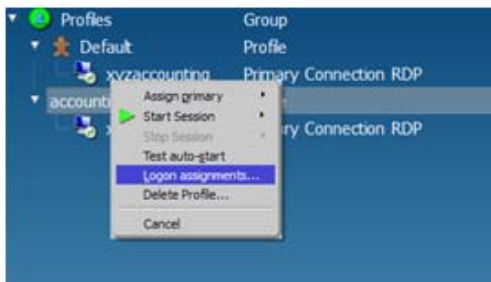 Profiles Group
Default Profile
xyzaccounting Primary Connection RDP
accounti
Assign primary
Start Session
ry Connection RDP
Stop Session
Test auto-start
Logon assignments...
Delete Profile...
Cancel